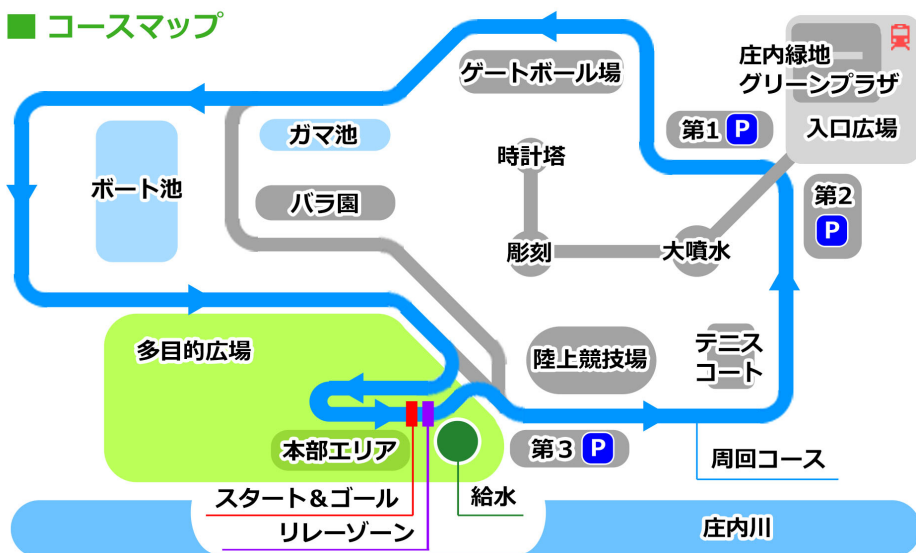 ■ コースマップ
ゲートボール場
庄内緑地
グリーンプラザ
入口広場
第1 P
ガマ池
時計塔
ボート池
バラ園
第2
P
彫刻
大噴水
多目的広場
陸上競技場
テニス
コート
本部エリア
第3 P
周回コース
スタート&ゴール
給水
リレーゾーン
庄内川